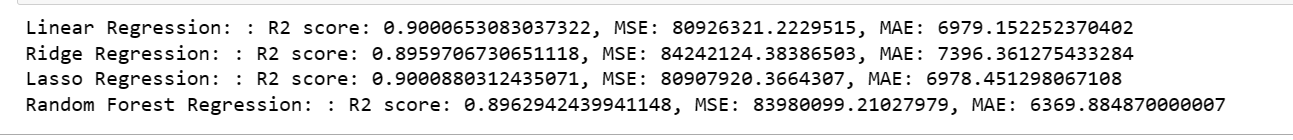 Linear Regression: : R2 score: 0.9000653083037322, MSE: 80926321.2229515, MAE: 6979.152252370402
Ridge Regression: : R2 score: 0.8959706730651118, MSE: 84242124.38386503, MAE: 7396.361275433284
Lasso Regression: : R2 score: 0.9000880312435071, MSE: 80907920.3664307, MAE: 6978.451298067108
Random Forest Regression: : R2 score: 0.8962942439941148, MSE: 83980099.21027979, MAE: 6369.884870000007